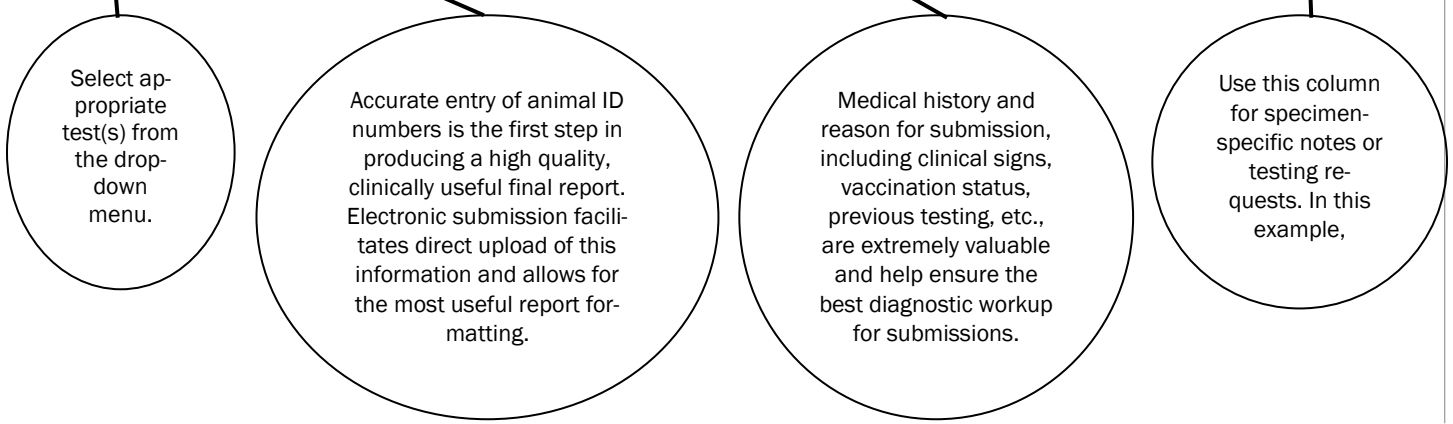 Select ap-
propriate
test(s) from
the drop-
down
menu.
Accurate entry of animal ID
numbers is the first step in
producing a high quality,
clinically useful final report.
Electronic submission facili-
tates direct upload of this
information and allows for
the most useful report for-
matting.
Medical history and
reason for submission,
including clinical signs,
vaccination status,
previous testing, etc.,
are extremely valuable
and help ensure the
best diagnostic workup
for submissions.
Use this column
for specimen-
specific notes or
testing re-
quests. In this
example,